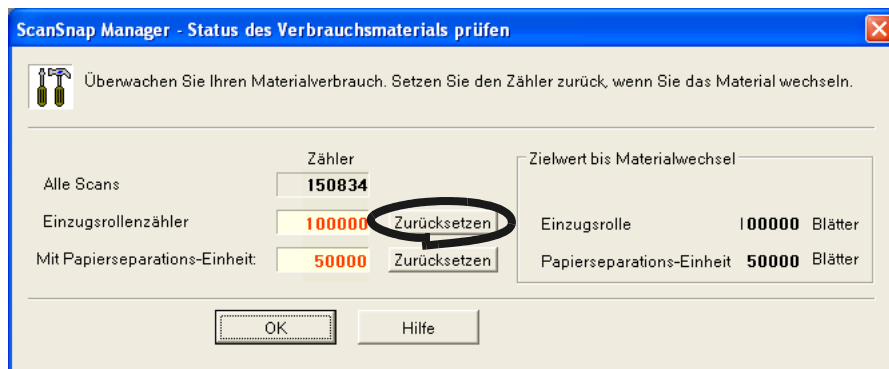 ScanSnap Manager - Status des Verbrauchsmaterials prüfen
Überwachen Sie Ihren Materialverbrauch. Setzen Sie den Zähler zurück, wenn Sie das Material wechseln.
Zähler
Zielwert bis Materialwechsel
Alle Scans 150834
Einzugsrollenzähler 100000 Zurücksetzen Einzugsrolle 100000 Blätter
Mit Papierseparations-Einheit: 50000 Zurücksetzen Papierseparations-Einheit 50000 Blätter
OK Hilfe